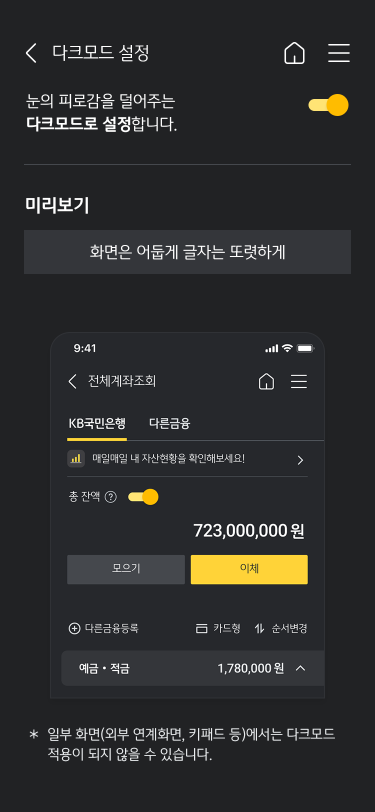 다크모드 설정
눈의 피로감을 덜어주는
다크모드로 설정합니다.
미리보기
화면은 어둡게 글자는 또렷하게
9:41
전체계좌조회
KB국민은행 다른금융
매일매일 내 자산현황을 확인해보세요!
총 잔액 ?
723,000,000 원
모으기 이체
다른금융등록 카드형 순서변경
예금 • 적금 1,780,000 원
* 일부 화면(외부 연계화면, 키패드 등)에서는 다크모드
적용이 되지 않을 수 있습니다.